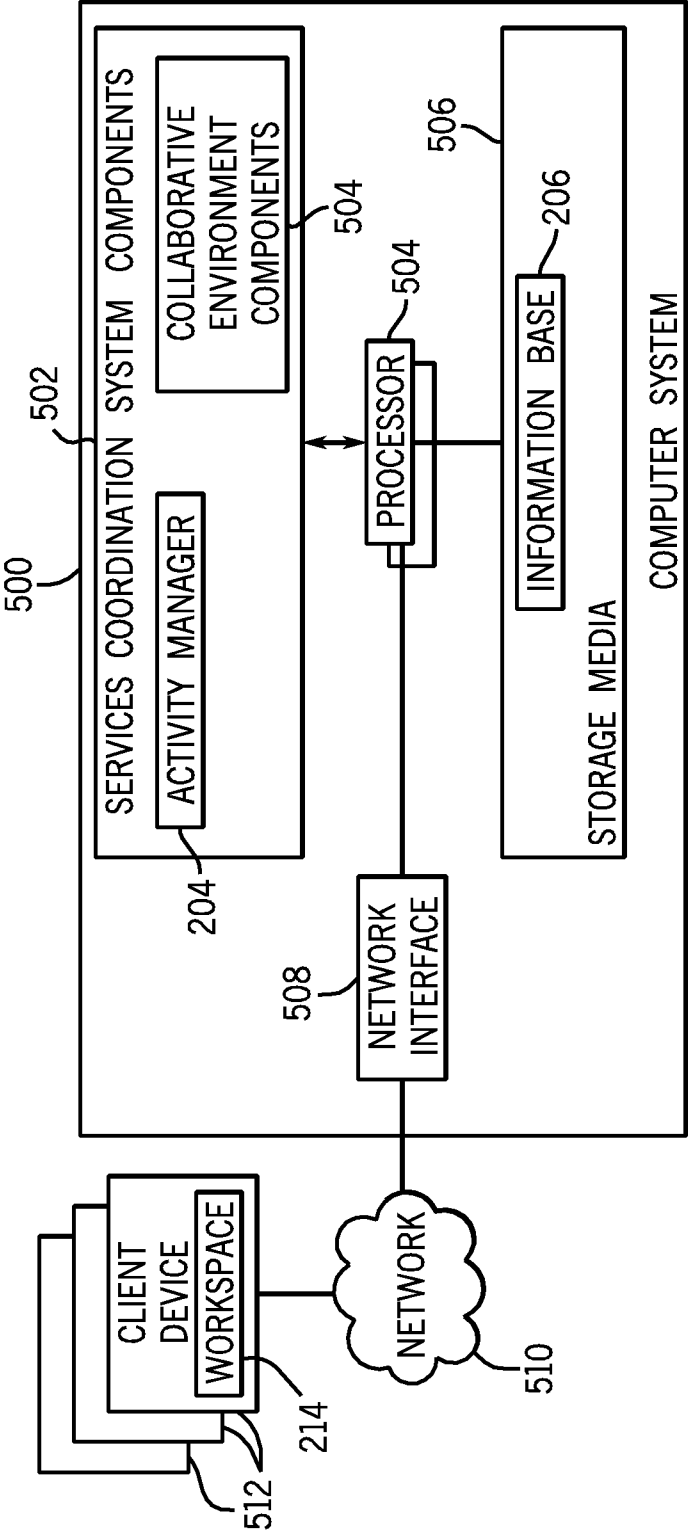 500
502
SERVICES COORDINATION SYSTEM COMPONENTS
ACTIVITY MANAGER
204
COLLABORATIVE
ENVIRONMENT
COMPONENTS
504
512
CLIENT
DEVICE
WORKSPACE
214
508
NETWORK
INTERFACE
PROCESSOR
504
NETWORK
510
506
INFORMATION BASE
206
STORAGE MEDIA
COMPUTER SYSTEM